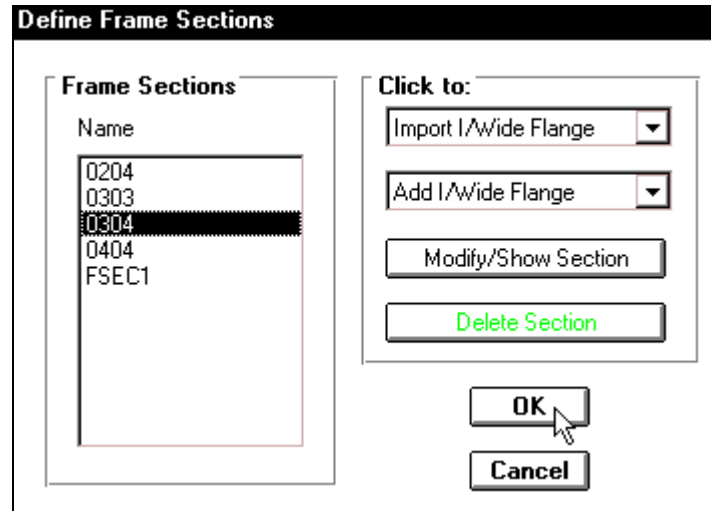 Define Frame Sections
Frame Sections
Name
0204
0303
0304
0404
FSEC1
Click to:
Import I/Wide Flange
Add I/Wide Flange
Modify/Show Section
Delete Section
OK
Cancel